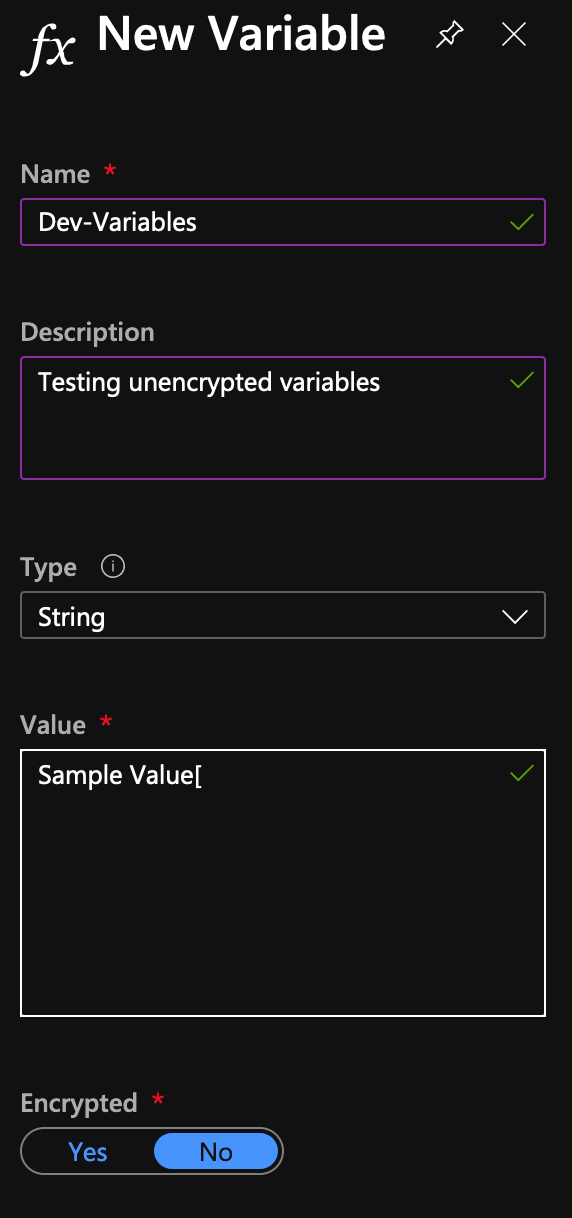 fx New Variable
Name *
Dev-Variables
Description
Testing unencrypted variables
Type i
String
Value *
Sample Value[
Encrypted *
Yes No